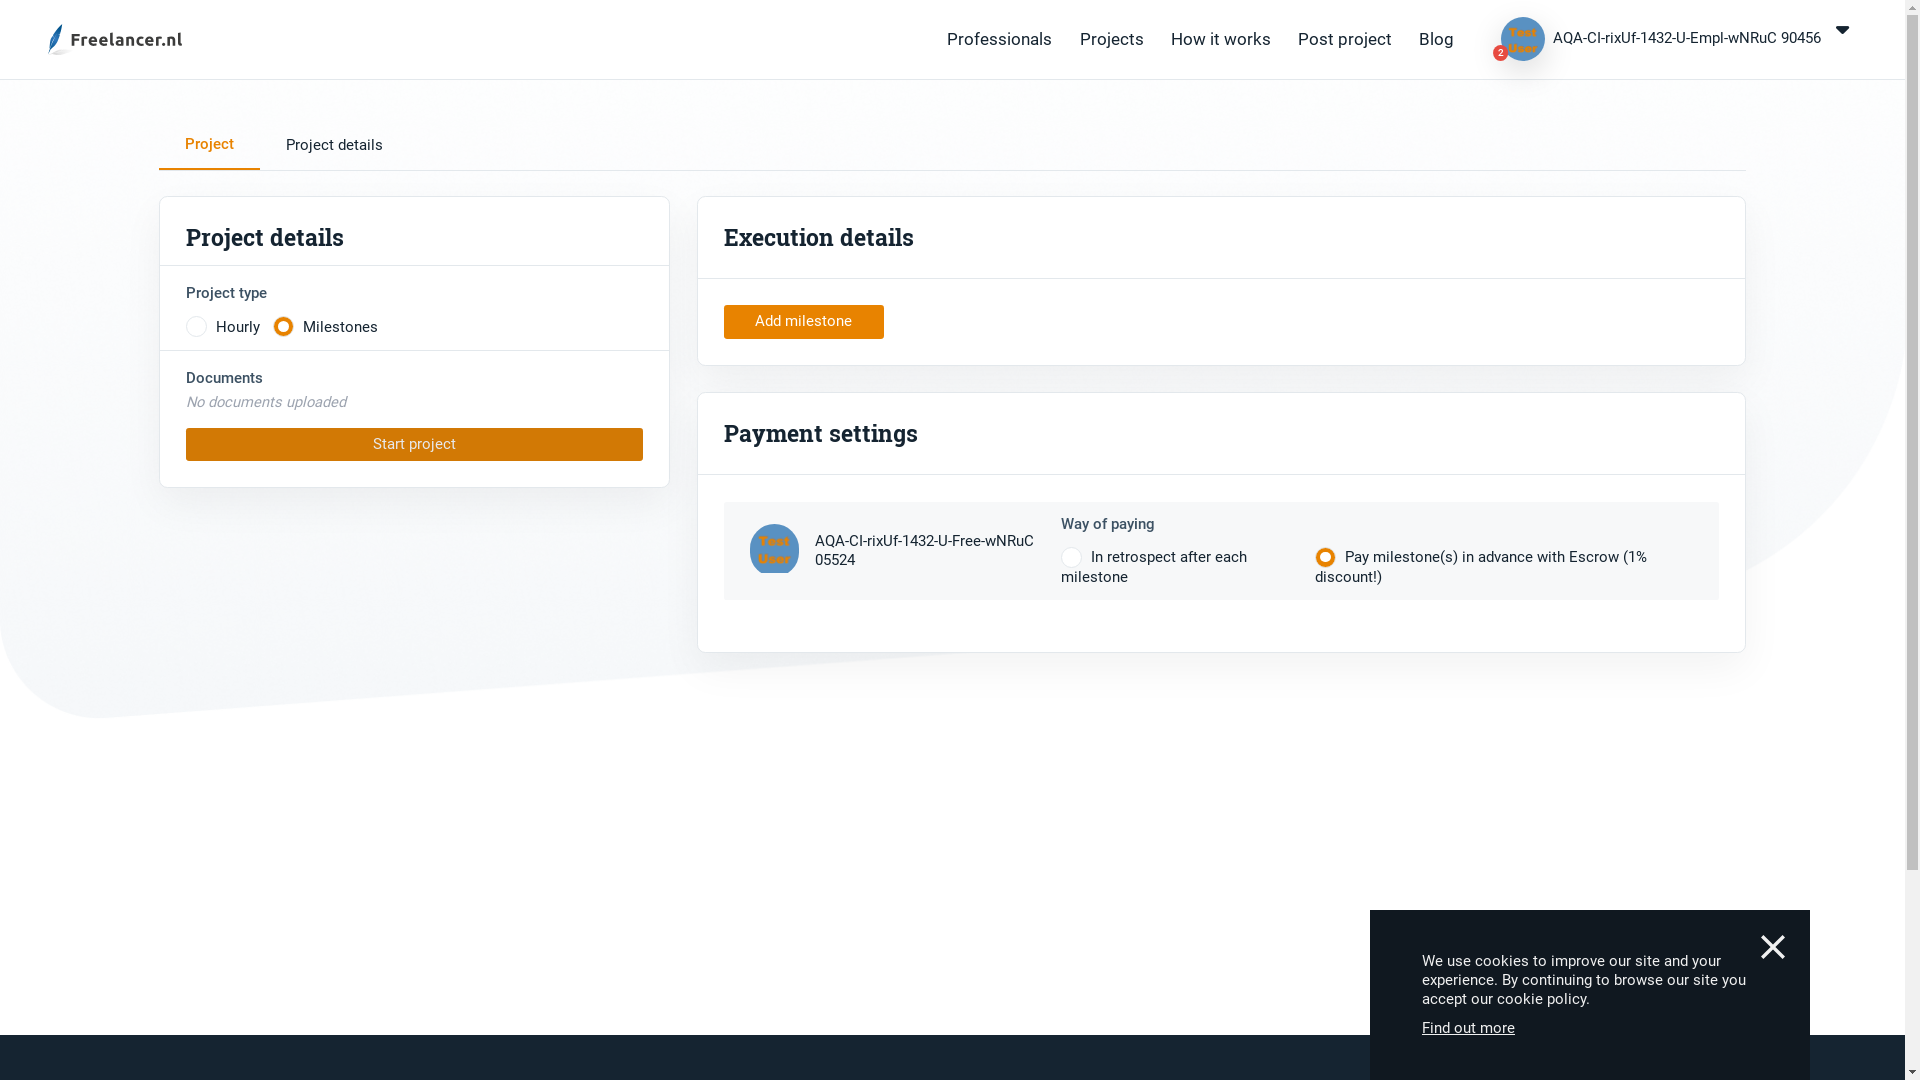 Freelancer.nl
Professionals
Projects
How it works
Post project
Blog
Test
User
2
AQA-CI-rixUf-1432-U-Empl-wNRuC 90456
Project
Project details
Project details
Project type
Hourly
Milestones
Documents
No documents uploaded
Start project
Execution details
Add milestone
Payment settings
Test
User
AQA-CI-rixUf-1432-U-Free-wNRuC
05524
Way of paying
In retrospect after each
milestone
Pay milestone(s) in advance with Escrow (1%
discount!)
We use cookies to improve our site and your
experience. By continuing to browse our site you
accept our cookie policy.
Find out more